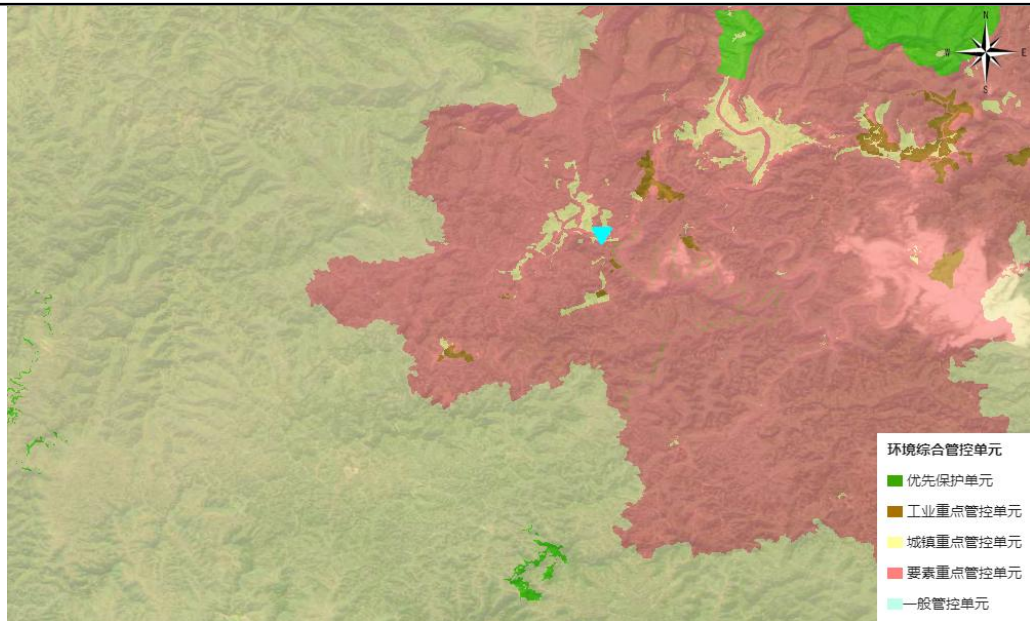 N
W
E
S
环境综合管控单元
优先保护单元
工业重点管控单元
城镇重点管控单元
要素重点管控单元
一般管控单元